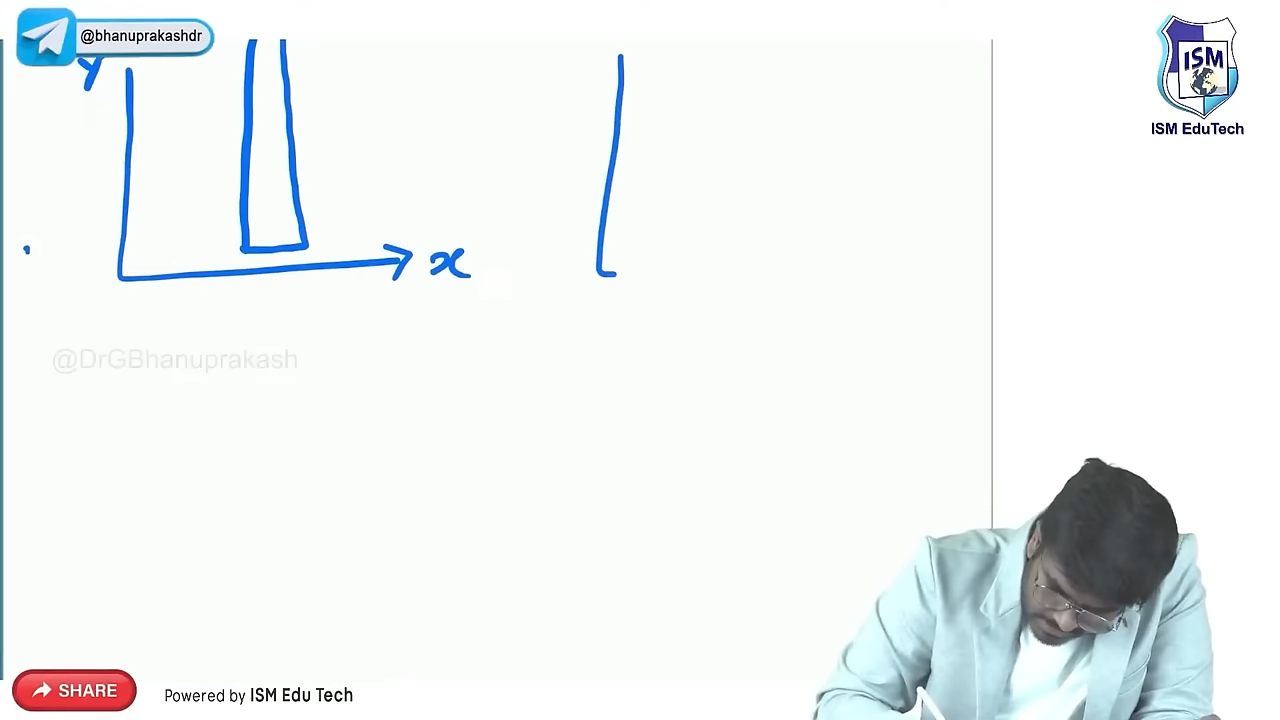 @bhanuprakashdr
ISM
ISM EduTech
Y
x
@DrGBhanuprakash
SHARE
Powered by ISM Edu Tech